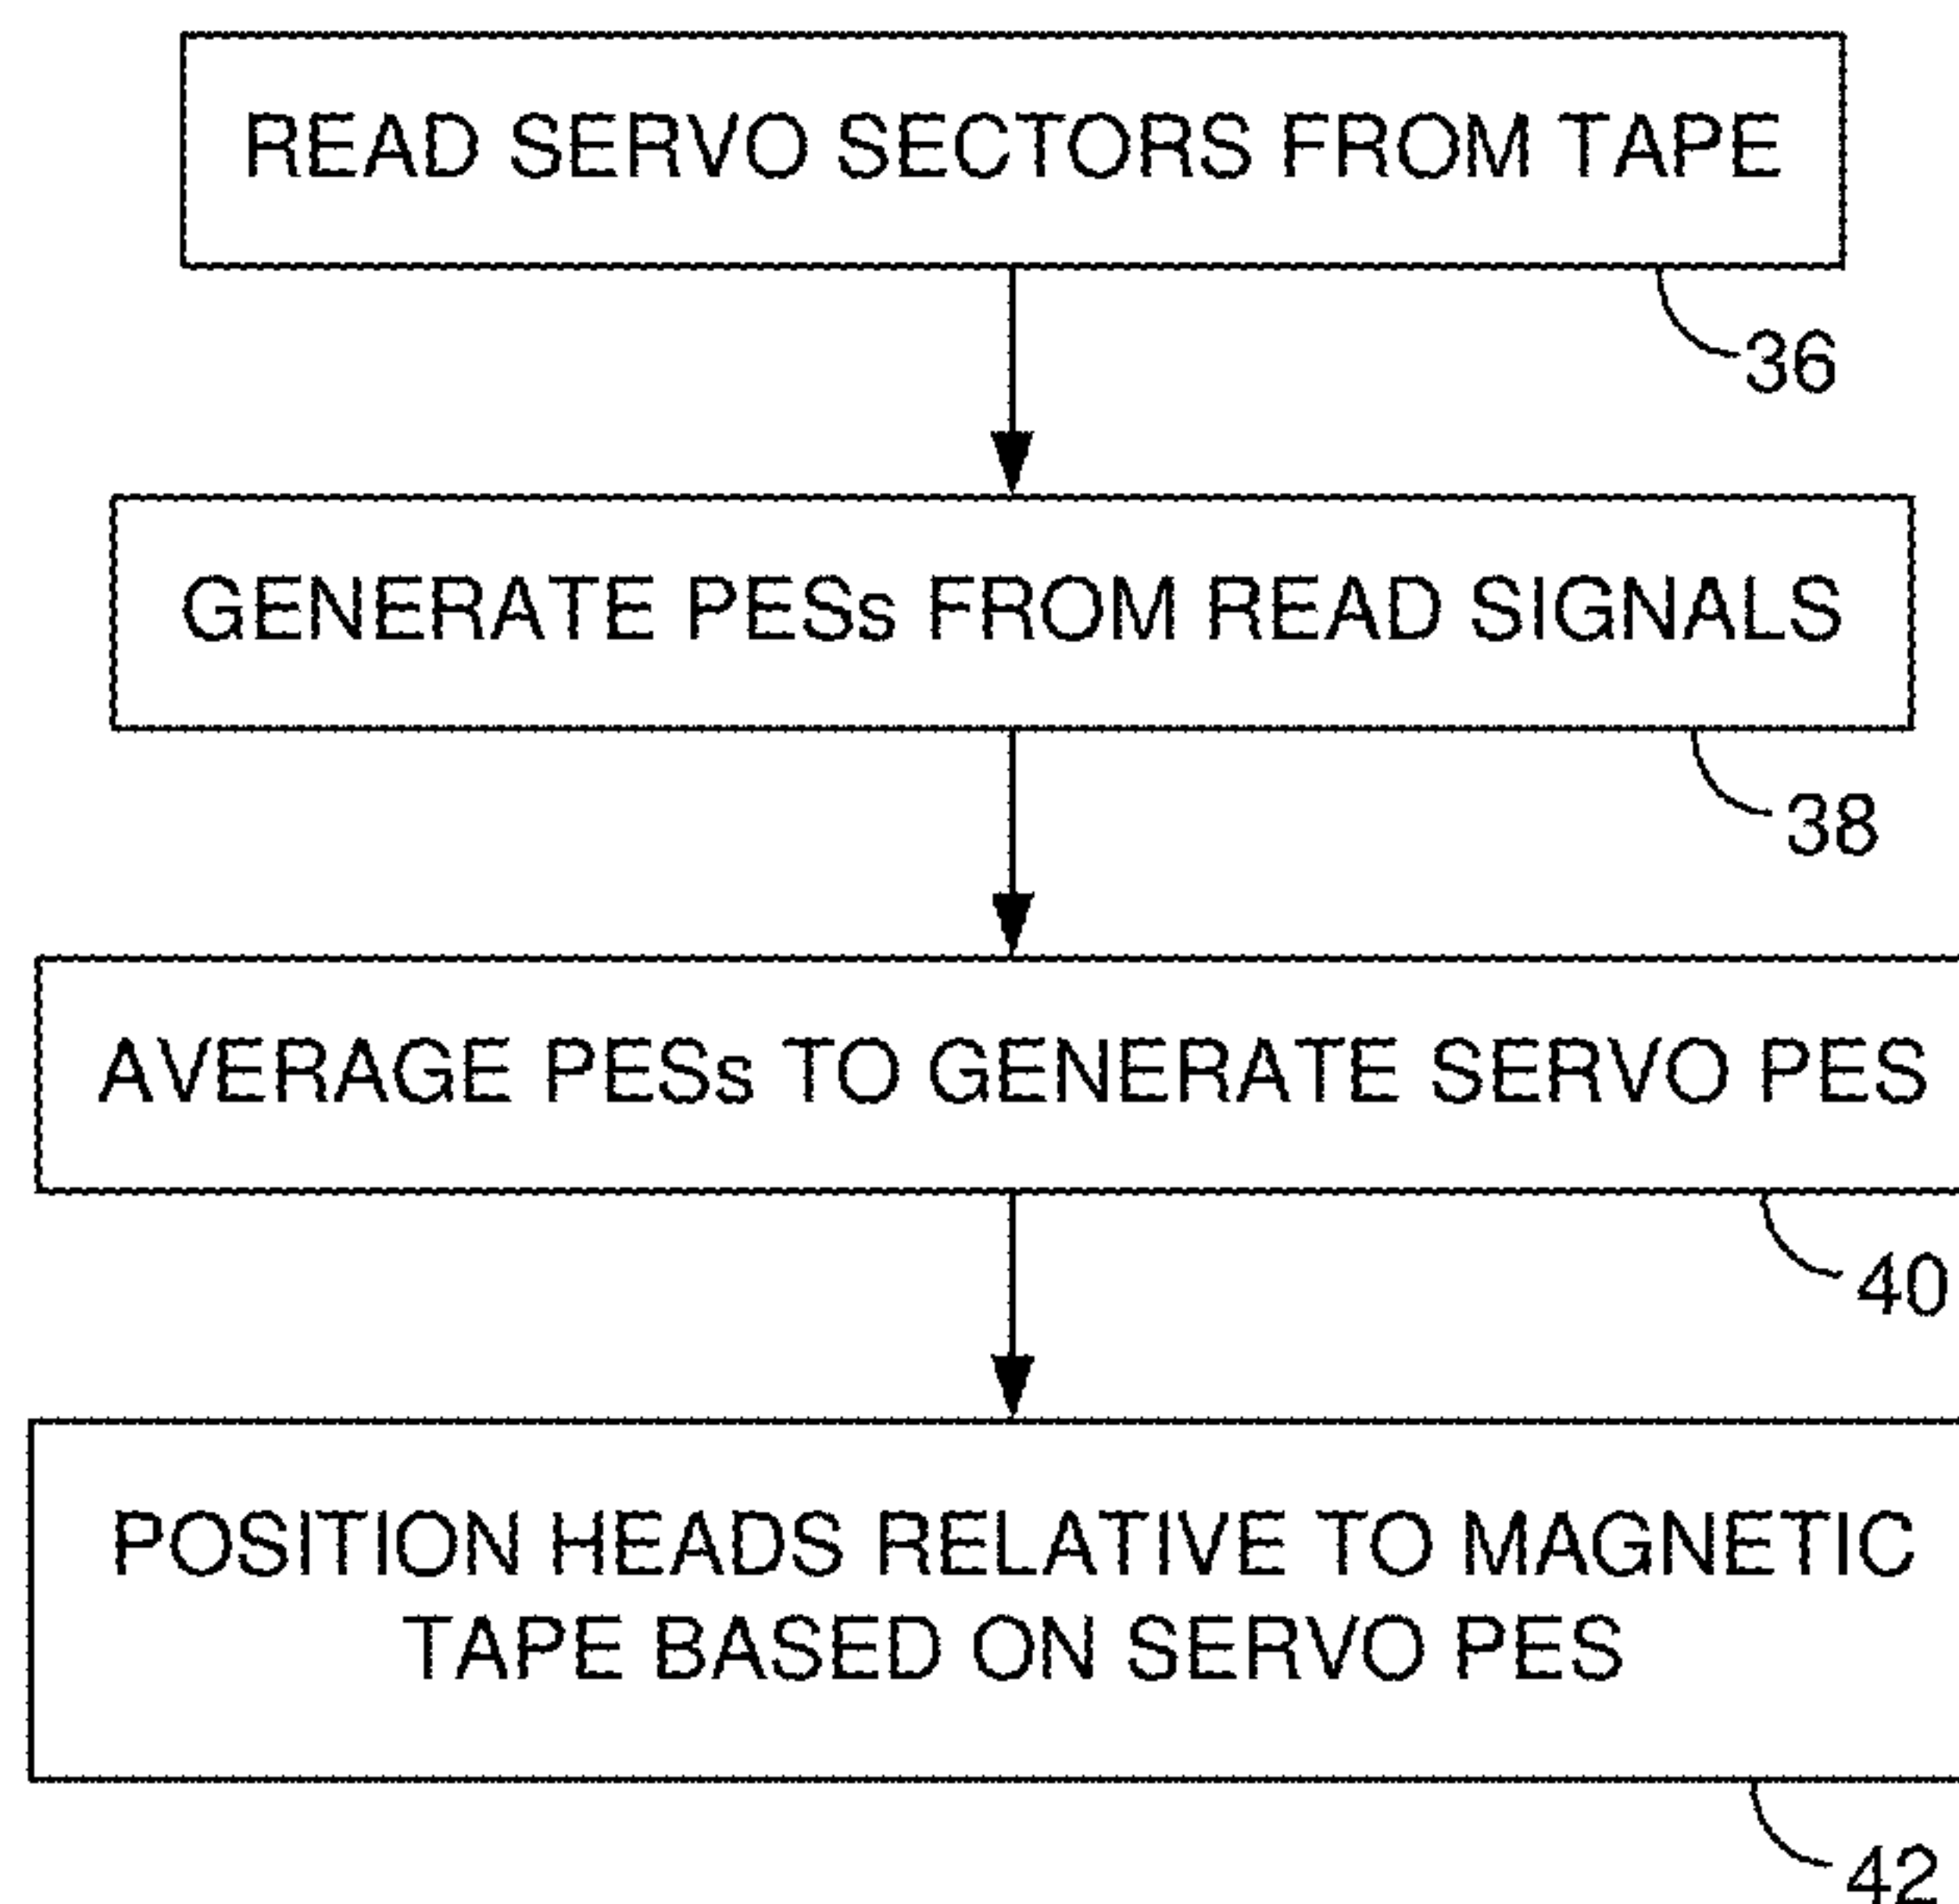 READ SERVO SECTORS FROM TAPE
36
GENERATE PESs FROM READ SIGNALS
38
AVERAGE PESs TO GENERATE SERVO PES
40
POSITION HEADS RELATIVE TO MAGNETIC
TAPE BASED ON SERVO PES
42